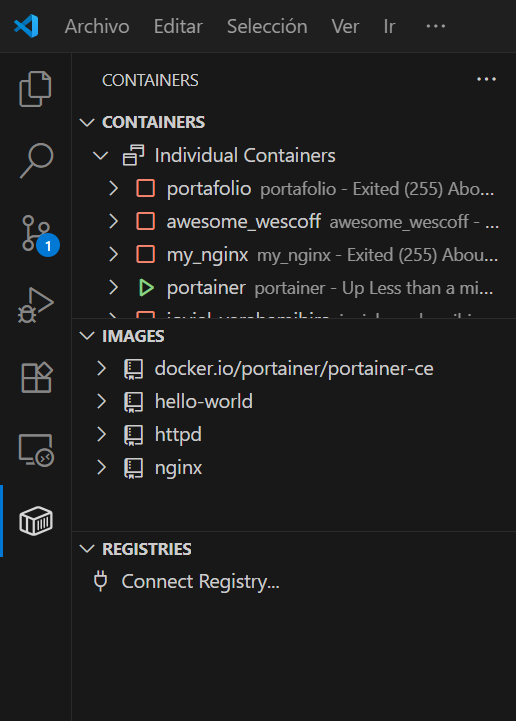 Archivo Editar Selección Ver Ir ···
CONTAINERS ···
CONTAINERS
Individual Containers
portafolio portafolio - Exited (255) Abo...
awesome_wescoff awesome_wescoff - ...
1
my_nginx my_nginx - Exited (255) Abou...
portainer portainer - Up Less than a mi...
IMAGES
docker.io/portainer/portainer-ce
hello-world
httpd
nginx
REGISTRIES
Connect Registry...